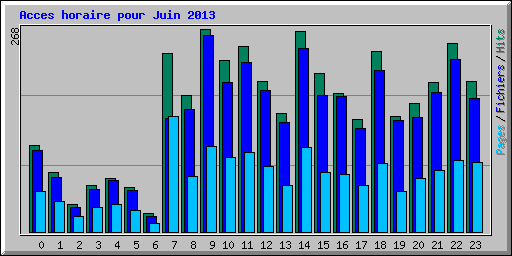 Acces horaire pour Juin 2013
268
Pages / Fichiers / Hits
0 1 2 3 4 5 6 7 8 9 10 11 12 13 14 15 16 17 18 19 20 21 22 23